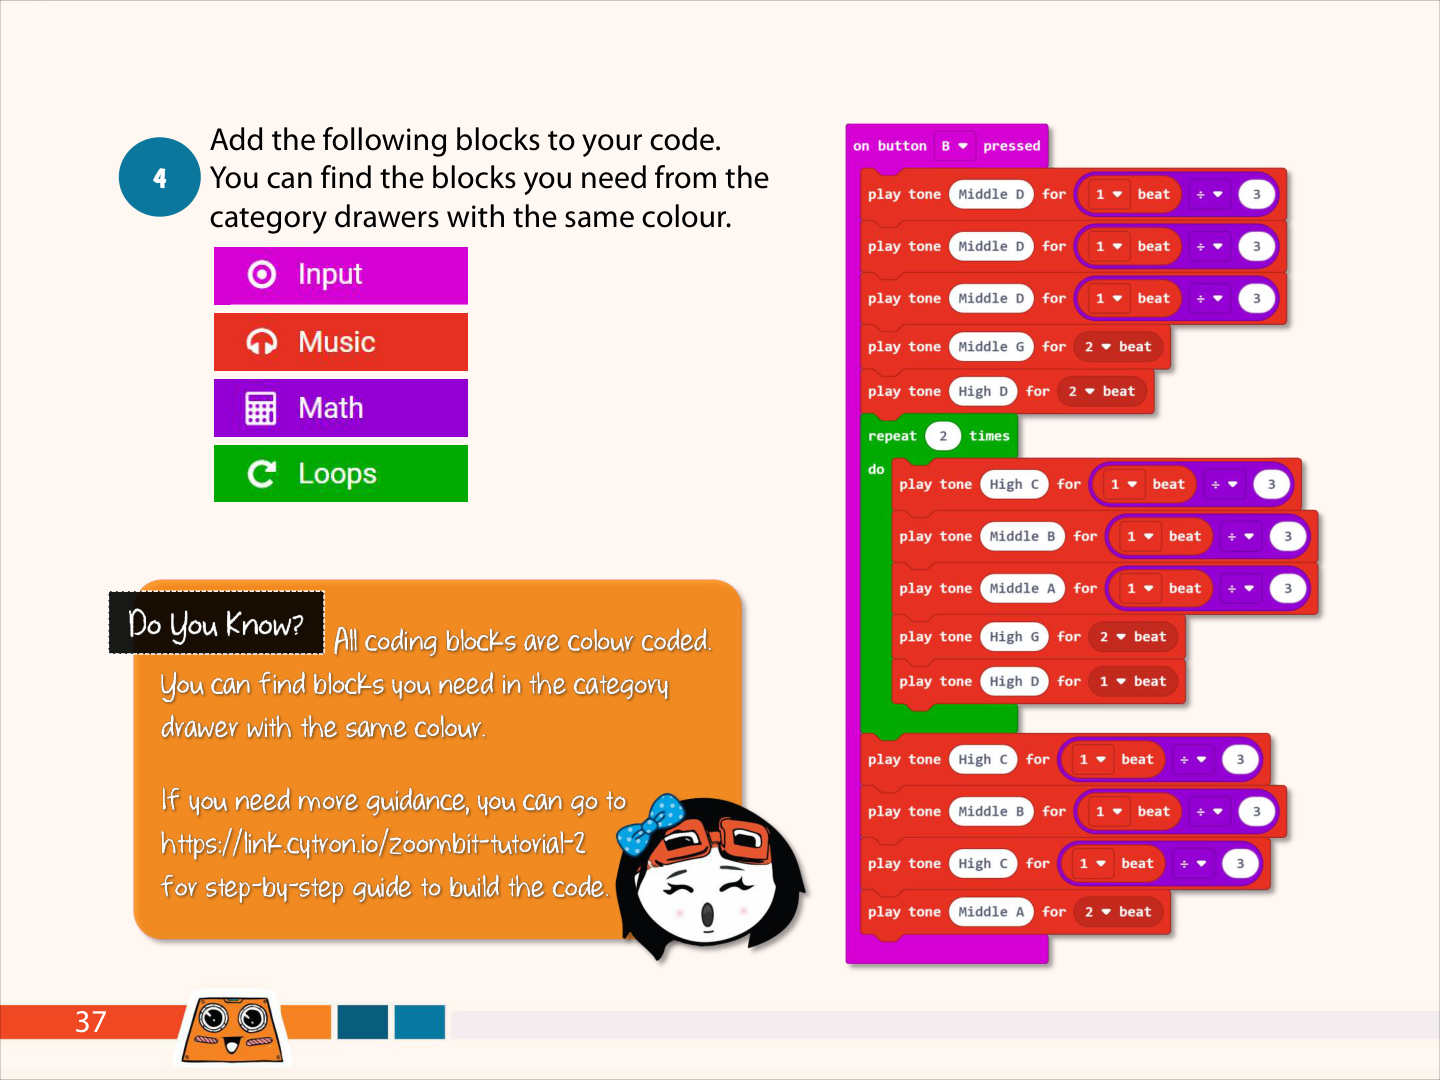 4
Add the following blocks to your code.
You can find the blocks you need from the
category drawers with the same colour.
Input
Music
Math
Loops
Do You Know?
All coding blocks are colour coded.
You can find blocks you need in the category
drawer with the same colour.
If you need more guidance, you can go to
https://link.cytron.io/zoombit-tutorial-2
for step-by-step guide to build the code.
on button B pressed
play tone Middle D for 1 beat ÷ 3
play tone Middle D for 1 beat ÷ 3
play tone Middle D for 1 beat ÷ 3
play tone Middle G for 2 beat
play tone High D for 2 beat
repeat 2 times
do
play tone High C for 1 beat ÷ 3
play tone Middle B for 1 beat ÷ 3
play tone Middle A for 1 beat ÷ 3
play tone High G for 2 beat
play tone High D for 1 beat
play tone High C for 1 beat ÷ 3
play tone Middle B for 1 beat ÷ 3
play tone High C for 1 beat ÷ 3
play tone Middle A for 2 beat
37